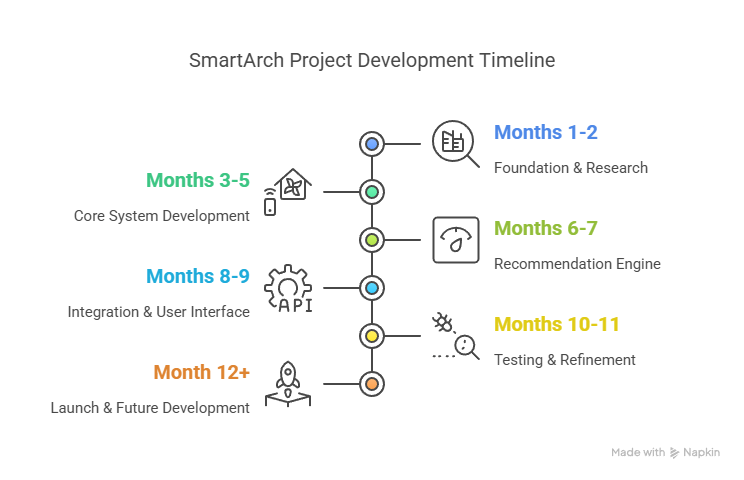 SmartArch Project Development Timeline
Months 1-2
Foundation & Research
Months 3-5
Core System Development
Months 6-7
Recommendation Engine
Months 8-9
Integration & User Interface
API
Months 10-11
Testing & Refinement
Month 12+
Launch & Future Development
Made with Napkin